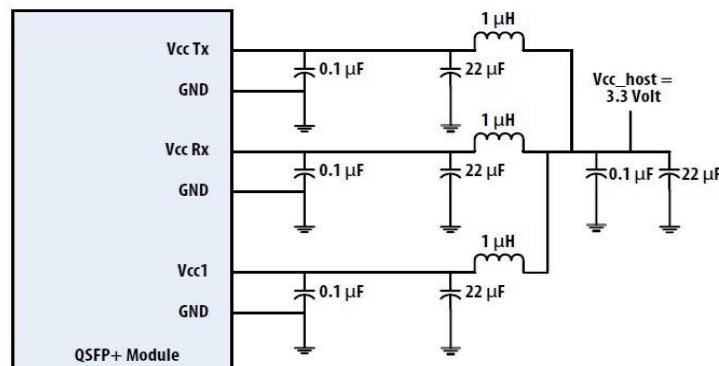 1 µH
Vcc Tx
0.1 µF
22 µF
GND
Vcc_host =
3.3 Volt
1 µH
Vcc Rx
0.1 µF
22 µF
0.1 µF
22 µF
GND
1 µH
Vcc1
0.1 µF
22 µF
GND
QSFP+ Module